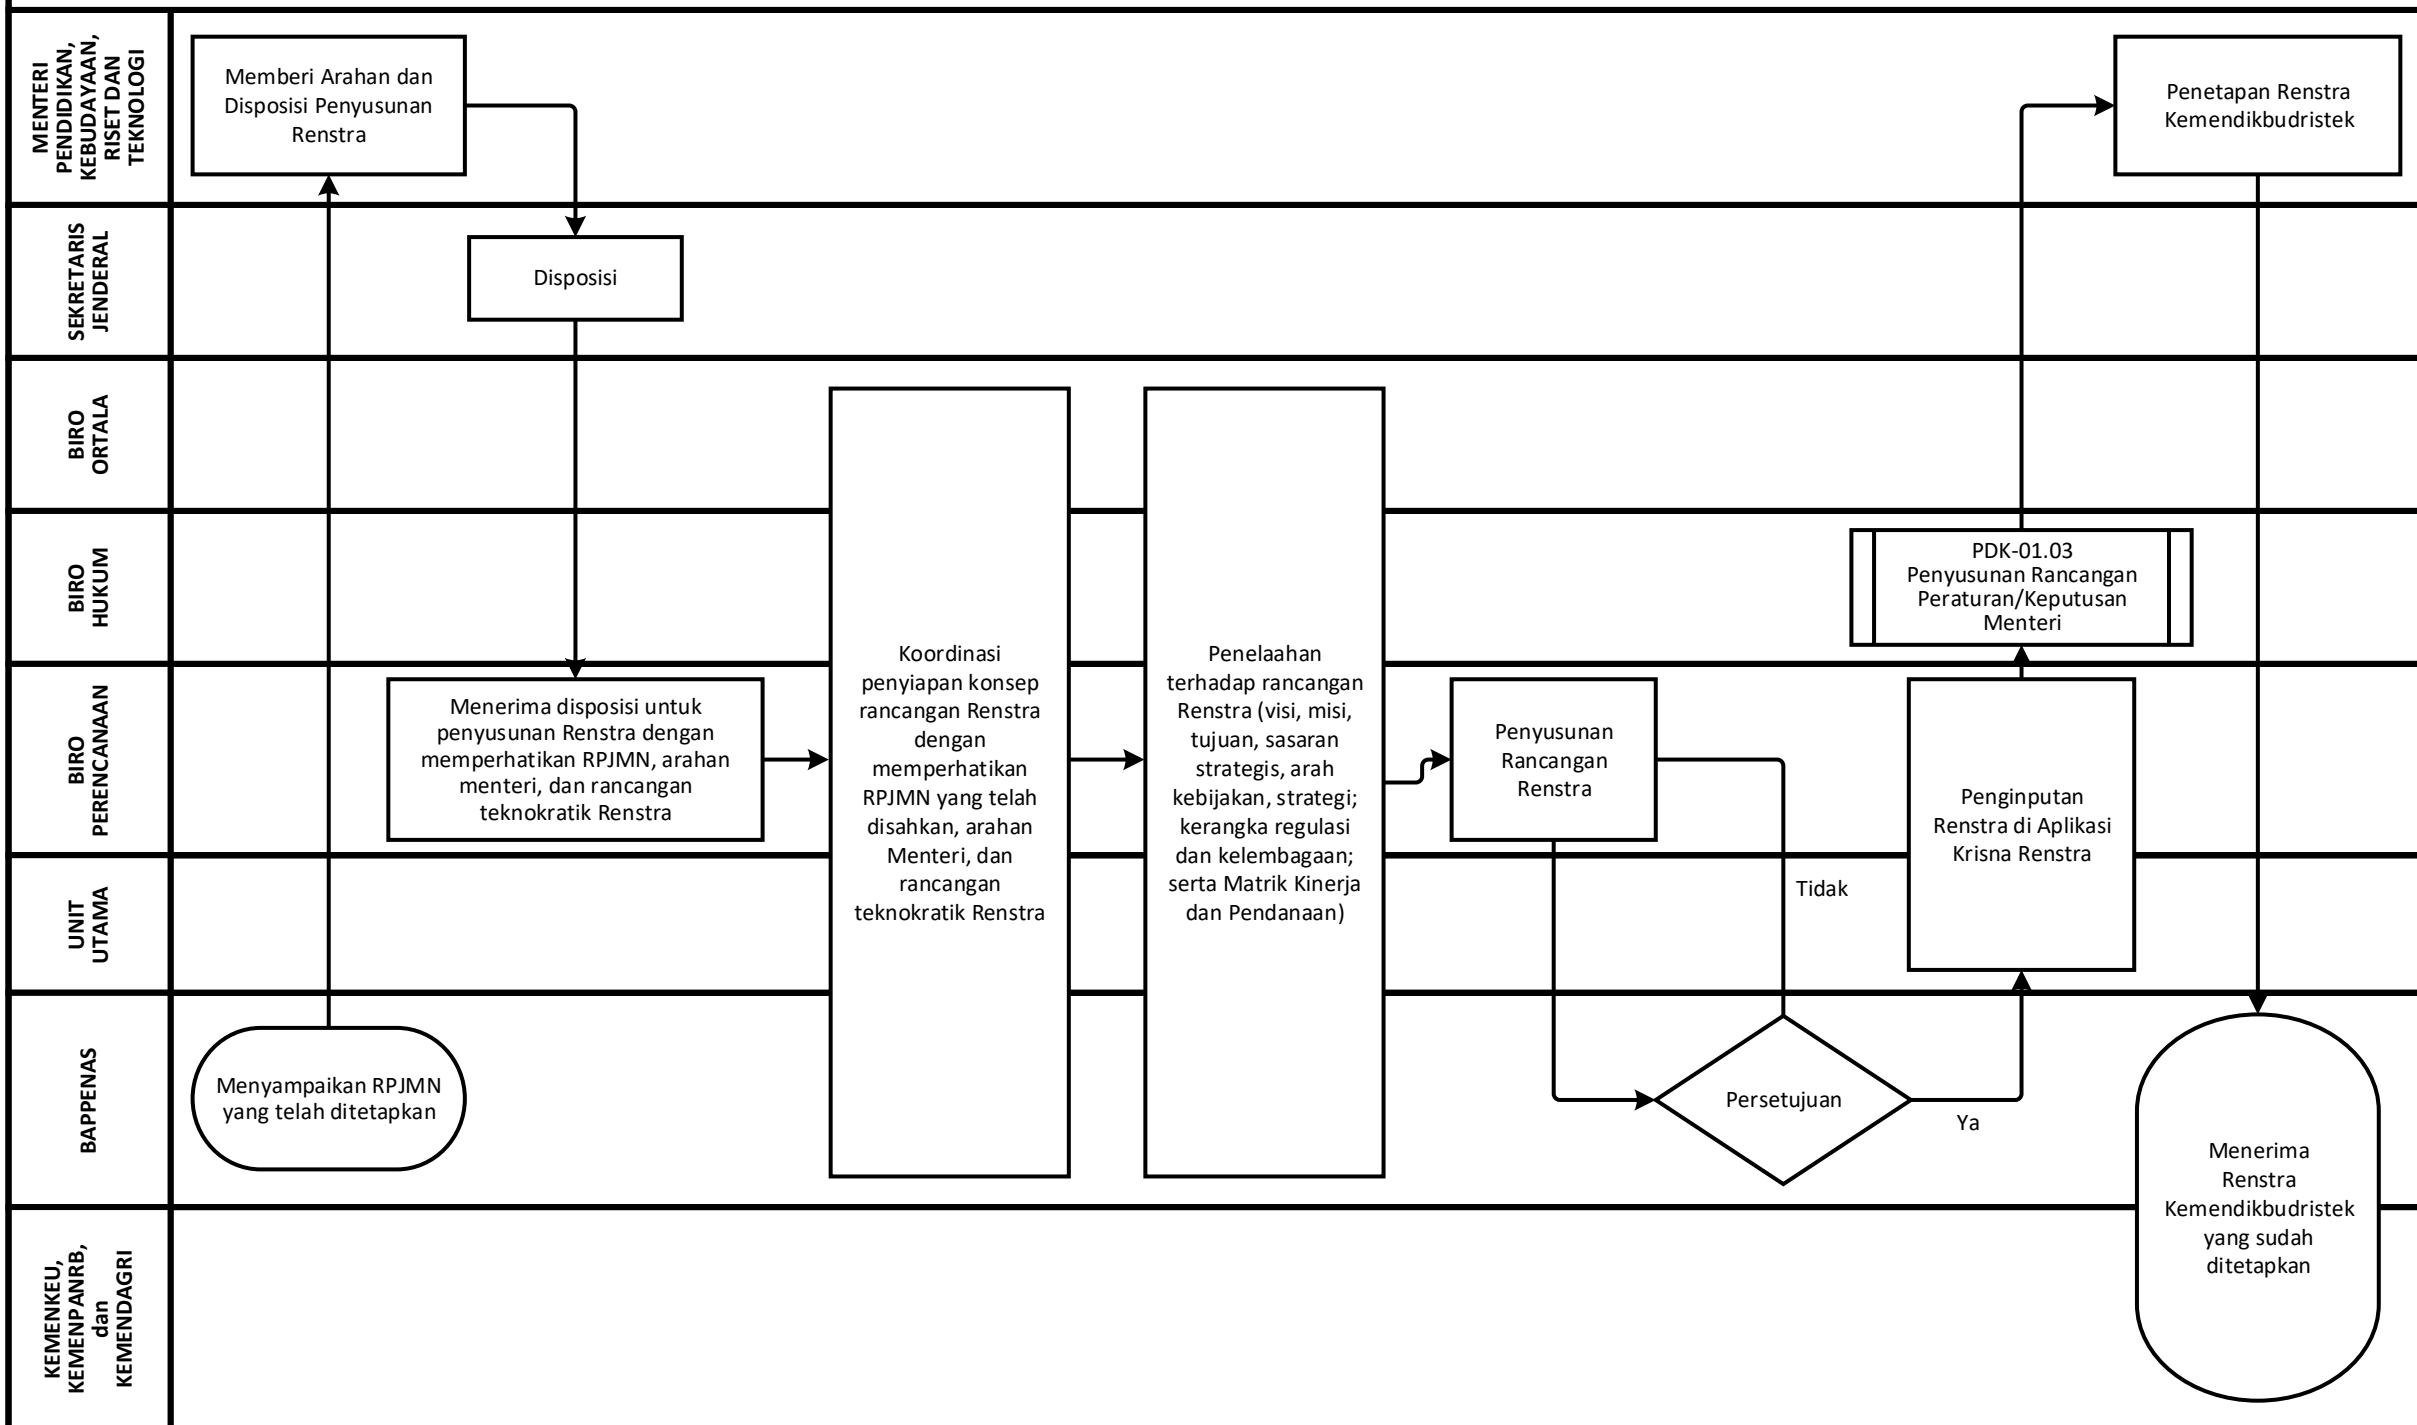 MENTERI
PENDIDIKAN,
KEBUDAYAAN,
RISET DAN
TEKNOLOGI
Memberi Arahan dan
Disposisi Penyusunan
Renstra
Penetapan Renstra
Kemendikbudristek
SEKRETARIS
JENDERAL
Disposisi
BIRO
ORTALA
BIRO
HUKUM
PDK-01.03
Penyusunan Rancangan
Peraturan/Keputusan
Menteri
BIRO
PERENCANAAN
Menerima disposisi untuk
penyusunan Renstra dengan
memperhatikan RPJMN, arahan
menteri, dan rancangan
teknokratik Renstra
Koordinasi
penyiapan konsep
rancangan Renstra
dengan
memperhatikan
RPJMN yang telah
disahkan, arahan
Menteri, dan
rancangan
teknokratik Renstra
Penelaahan
terhadap rancangan
Renstra (visi, misi,
tujuan, sasaran
strategis, arah
kebijakan, strategi;
kerangka regulasi
dan kelembagaan;
serta Matrik Kinerja
dan Pendanaan)
Penyusunan
Rancangan
Renstra
Penginputan
Renstra di Aplikasi
Krisna Renstra
UNIT
UTAMA
Tidak
BAPPENAS
Menyampaikan RPJMN
yang telah ditetapkan
Persetujuan
Ya
Menerima
Renstra
Kemendikbudristek
yang sudah
ditetapkan
KEMENKEU,
KEMENPANRB,
dan
KEMENDAGRI